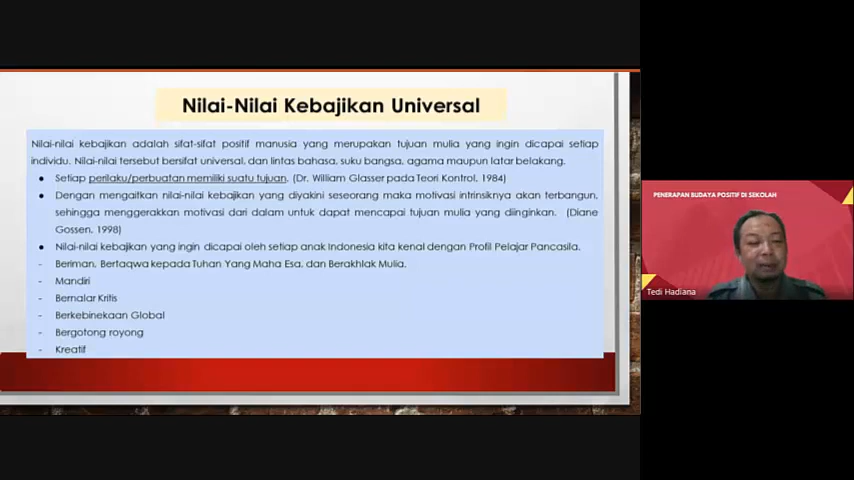 Nilai-Nilai Kebajikan Universal
Nilai-nilai kebajikan adalah sifat-sifat positif manusia yang merupakan tujuan mulia yang ingin dicapai setiap
individu. Nilai-nilai tersebut bersifat universal, dan lintas bahasa, suku bangsa, agama maupun latar belakang.
● Setiap perilaku/perbuatan memiliki suatu tujuan. (Dr. William Glasser pada Teori Kontrol, 1984)
● Dengan mengaitkan nilai-nilai kebajikan yang diyakini seseorang maka motivasi intrinsiknya akan terbangun,
sehingga menggerakkan motivasi dari dalam untuk dapat mencapai tujuan mulia yang diinginkan. (Diane
Gossen, 1998)
● Nilai-nilai kebajikan yang ingin dicapai oleh setiap anak Indonesia kita kenal dengan Profil Pelajar Pancasila.
- Beriman, Bertaqwa kepada Tuhan Yang Maha Esa, dan Berakhlak Mulia.
- Mandiri
- Bernalar Kritis
- Berkebinekaan Global
- Bergotong royong
- Kreatif
PENERAPAN BUDAYA POSITIF DI SEKOLAH
Tedi Hadiana